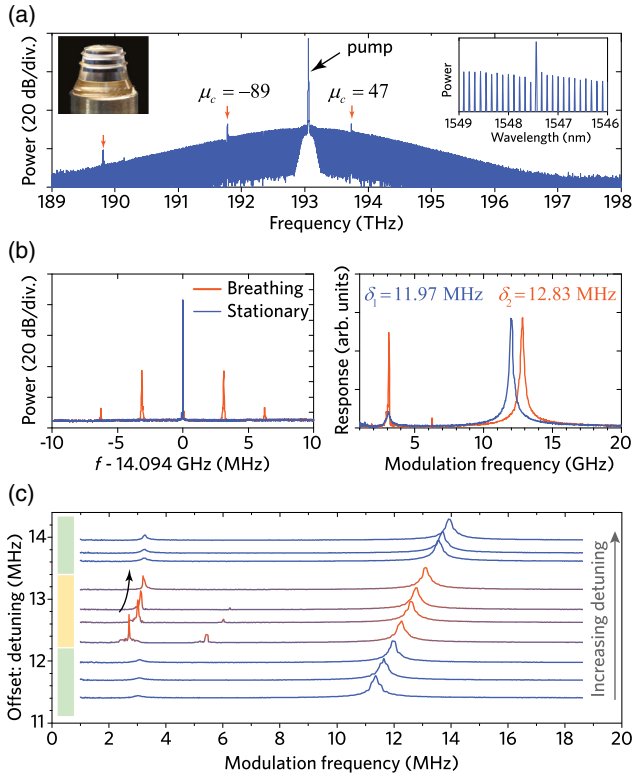 (a)
Power (20 dB/div.)
pump
μc = −89
μc = 47
Power
1549 1548 1547 1546
Wavelength (nm)
189 190 191 192 193 194 195 196 197 198
Frequency (THz)
(b)
Power (20 dB/div.)
Breathing
Stationary
-10 -5 0 5 10
f - 14.094 GHz (MHz)
Response (arb. units)
δ1 = 11.97 MHz δ2 = 12.83 MHz
5 10 15 20
Modulation frequency (GHz)
(c)
Offset: detuning (MHz)
14
13
12
11
Increasing detuning
0 2 4 6 8 10 12 14 16 18 20
Modulation frequency (MHz)